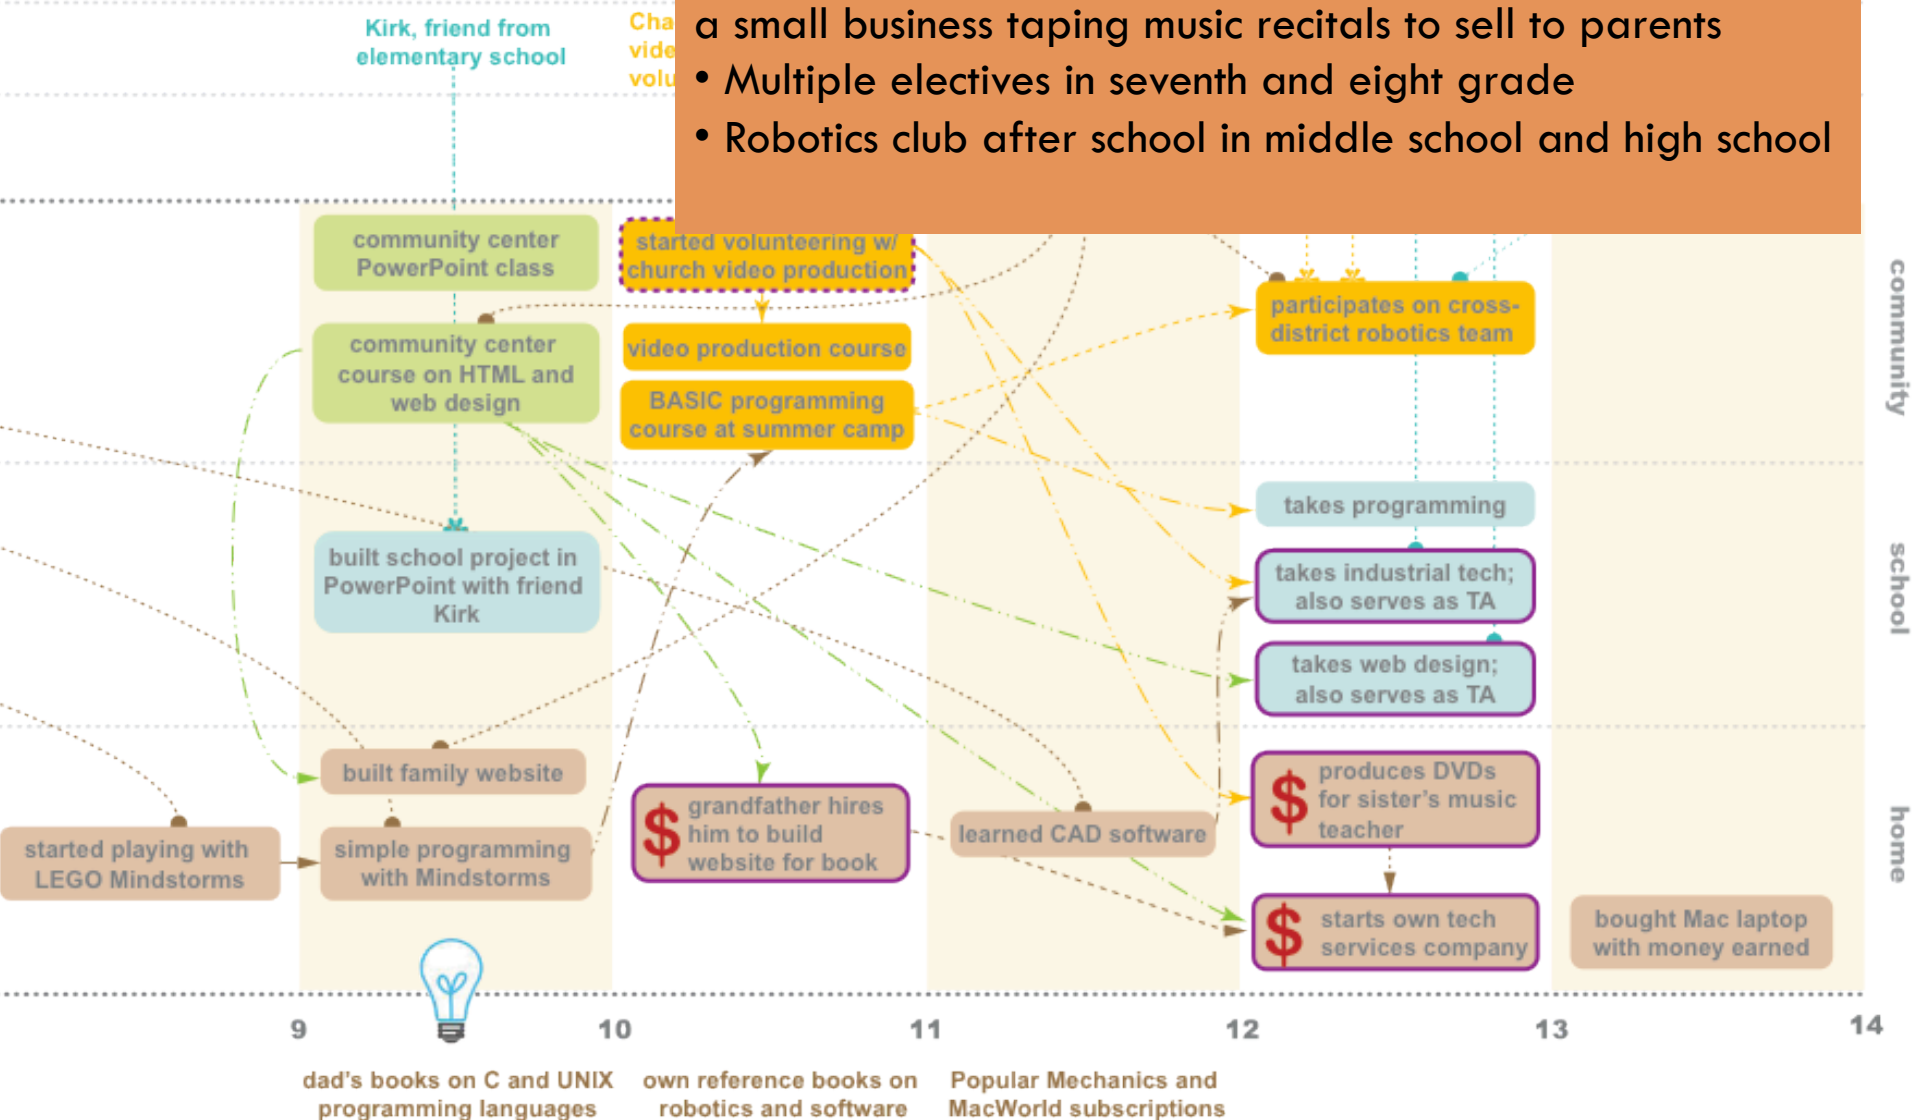 Kirk, friend from
elementary school
a small business taping music recitals to sell to parents
• Multiple electives in seventh and eight grade
• Robotics club after school in middle school and high school
community center
PowerPoint class
started volunteering w/
church video production
community center
course on HTML and
web design
video production course
BASIC programming
course at summer camp
participates on cross-
district robotics team
community
built school project in
PowerPoint with friend
Kirk
takes programming
takes industrial tech;
also serves as TA
takes web design;
also serves as TA
school
built family website
started playing with
LEGO Mindstorms
simple programming
with Mindstorms
$ grandfather hires
him to build
website for book
learned CAD software
$ produces DVDs
for sister's music
teacher
$ starts own tech
services company
bought Mac laptop
with money earned
home
9 10 11 12 13 14
dad's books on C and UNIX
programming languages
own reference books on
robotics and software
Popular Mechanics and
MacWorld subscriptions